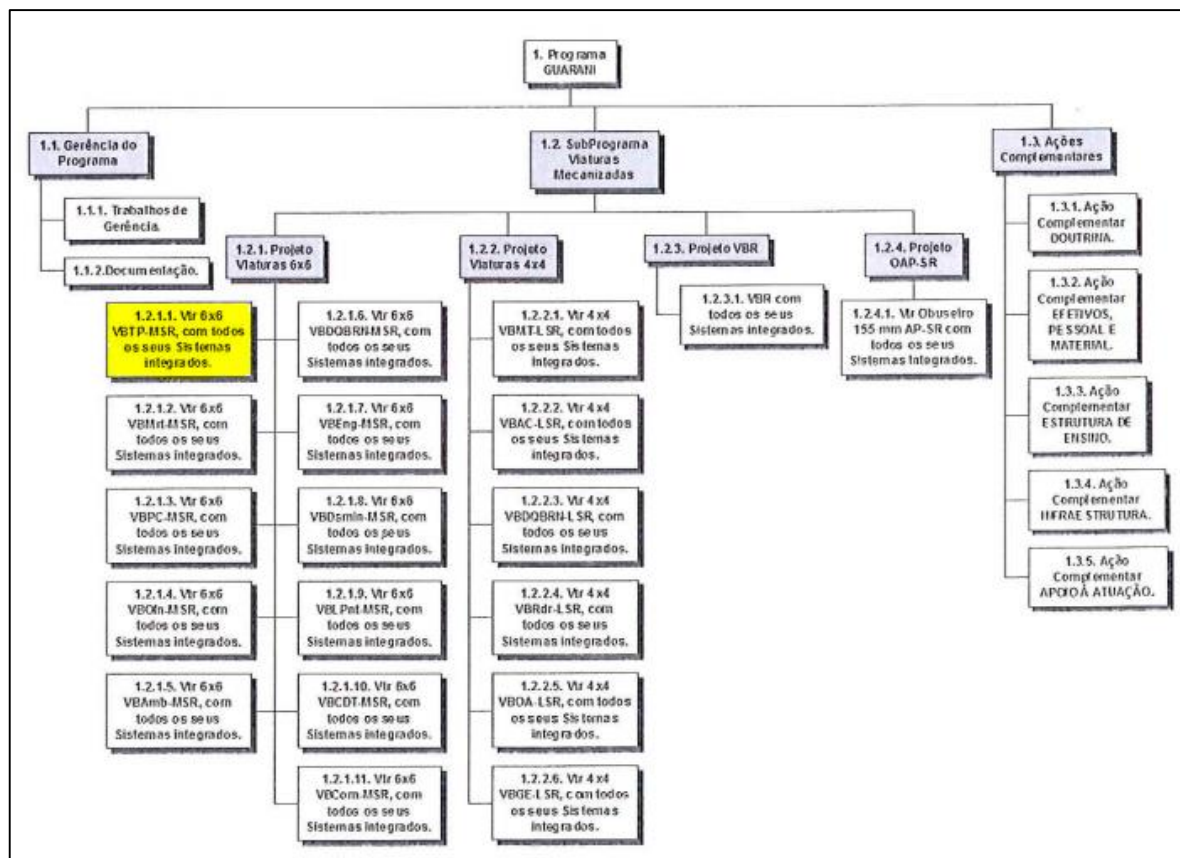 1. Programa
GUARANI
1.1. Gerência do
Programa
1.1.1. Trabalhos de
Gerência.
1.1.2.Documentação.
1.2. SubPrograma
Viaturas
Mecanizadas
1.2.1. Projeto
Viaturas 6x6
1.2.1.1. Vtr 6x6
VBTP-MSR, com todos
os seus Sistemas
integrados.
1.2.1.2. Vtr 6x6
VBMrt-MSR, com
todos os seus
Sistemas integrados.
1.2.1.3. Vtr 6x6
VBPC-MSR, com
todos os seus
Sistemas integrados.
1.2.1.4. Vtr 6x6
VBOfn-MSR, com
todos os seus
Sistemas integrados.
1.2.1.5. Vtr 6x6
VBAmb-MSR, com
todos os seus
Sistemas integrados.
1.2.1.6. Vtr 6x6
VBDQBRN-MSR, com
todos os seus
Sistemas integrados.
1.2.1.7. Vtr 6x6
VBEng-MSR, com
todos os seus
Sistemas integrados.
1.2.1.8. Vtr 6x6
VBDsmin-MSR, com
todos os seus
Sistemas integrados.
1.2.1.9. Vtr 6x6
VBLPnt-MSR, com
todos os seus
Sistemas integrados.
1.2.1.10. Vtr 6x6
VBCDT-MSR, com
todos os seus
Sistemas integrados.
1.2.1.11. Vtr 6x6
VBCom-MSR, com
todos os seus
Sistemas integrados.
1.2.2. Projeto
Viaturas 4x4
1.2.2.1. Vtr 4x4
VBMT-LSR, com todos
os seus Sistemas
integrados.
1.2.2.2. Vtr 4x4
VBAC-LSR, com todos
os seus Sistemas
integrados.
1.2.2.3. Vtr 4x4
VBDQBRN-LSR, com
todos os seus
Sistemas integrados.
1.2.2.4. Vtr 4x4
VBRdr-LSR, com
todos os seus
Sistemas integrados.
1.2.2.5. Vtr 4x4
VBOA-LSR, com todos
os seus Sistemas
integrados.
1.2.2.6. Vtr 4x4
VBGE-LSR, com todos
os seus Sistemas
integrados.
1.2.3. Projeto VBR
1.2.3.1. VBR com
todos os seus
Sistemas integrados.
1.2.4. Projeto
OAP-SR
1.2.4.1. Vtr Obuseiro
155 mm AP-SR com
todos os seus
Sistemas Integrados.
1.3. Ações
Complementares
1.3.1. Ação
Complementar
DOUTRINA.
1.3.2. Ação
Complementar
EFETIVOS,
PESSOAL E
MATERIAL.
1.3.3. Ação
Complementar
ESTRUTURA DE
ENSINO.
1.3.4. Ação
Complementar
INFRAESTRUTURA.
1.3.5. Ação
Complementar
APOIO À ATUAÇÃO.